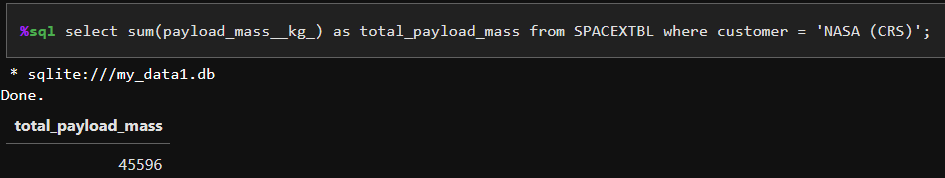 %sql select sum(payload_mass__kg_) as total_payload_mass from SPACEXTBL where customer = 'NASA (CRS)';
* sqlite:///my_data1.db
Done.
total_payload_mass
45596